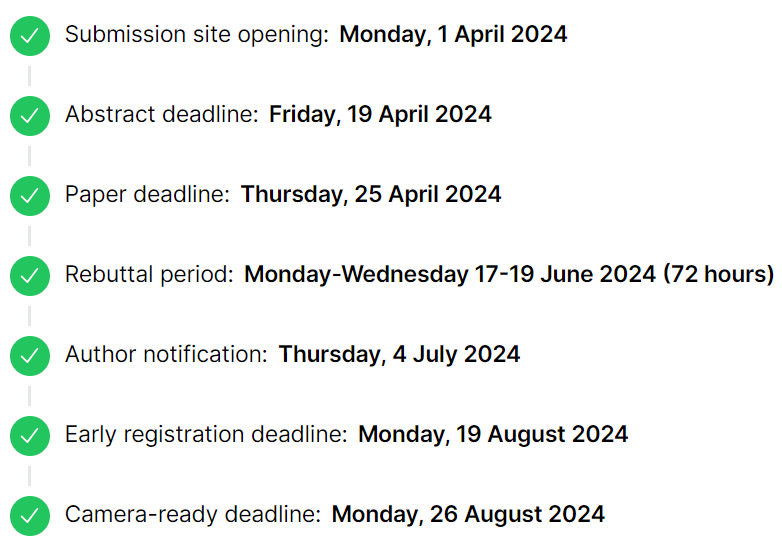 Submission site opening: Monday, 1 April 2024
Abstract deadline: Friday, 19 April 2024
Paper deadline: Thursday, 25 April 2024
Rebuttal period: Monday-Wednesday 17-19 June 2024 (72 hours)
Author notification: Thursday, 4 July 2024
Early registration deadline: Monday, 19 August 2024
Camera-ready deadline: Monday, 26 August 2024